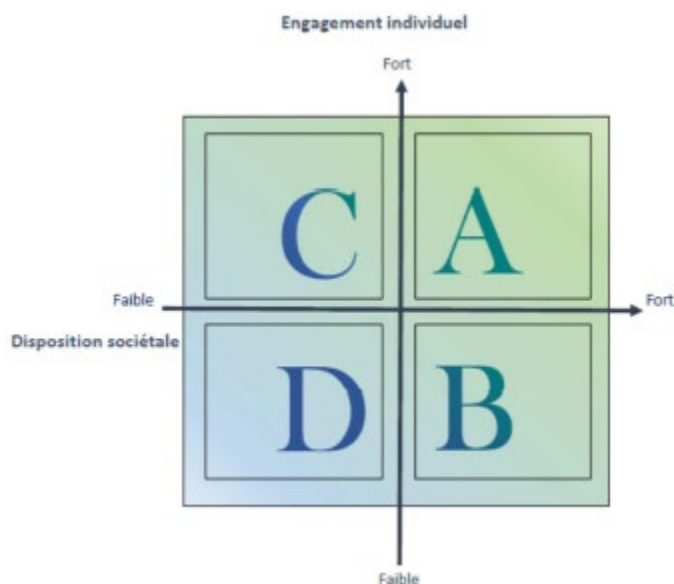 Engagement individuel
Fort
C A
Faible Fort
Disposition sociétale
D B
Faible